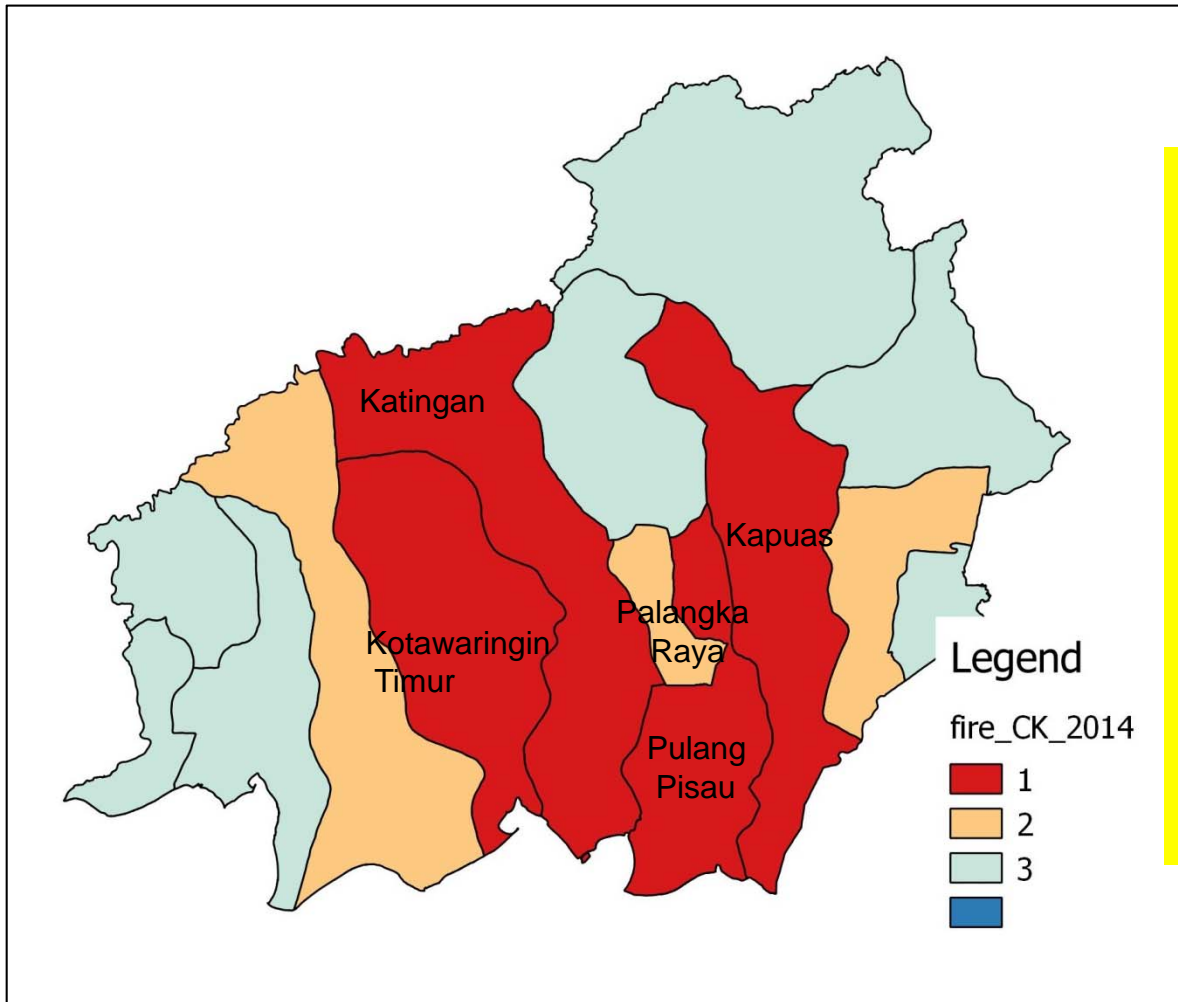 Katingan
Kapuas
Palangka
Raya
Kotawaringin
Timur
Pulang
Pisau
Legend
fire_CK_2014
1
2
3